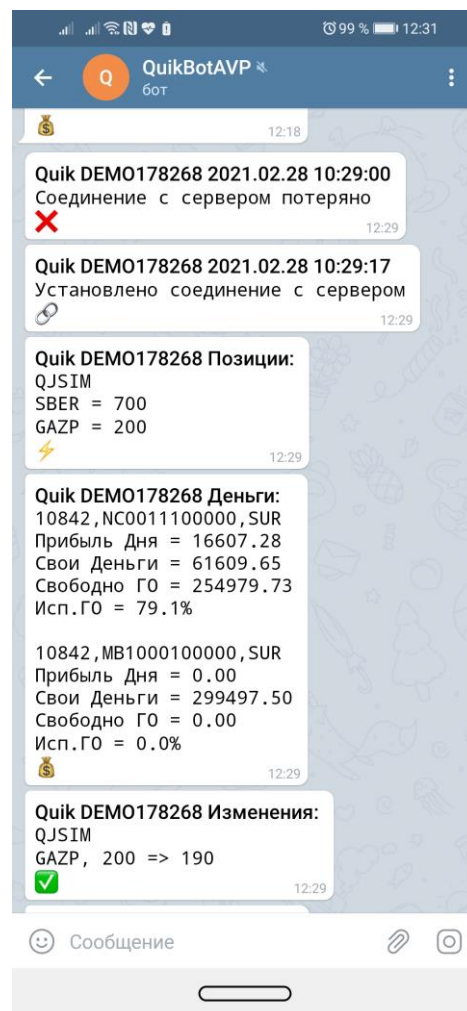 99 % 12:31
QuikBotAVP
бот
Q
12:18
Quik DEMO178268 2021.02.28 10:29:00
Соединение с сервером потеряно
12:29
Quik DEMO178268 2021.02.28 10:29:17
Установлено соединение с сервером
12:29
Quik DEMO178268 Позиции:
QJSIM
SBER = 700
GAZP = 200
12:29
Quik DEMO178268 Деньги:
10842,NC0011100000,SUR
Прибыль Дня = 16607.28
Свои Деньги = 61609.65
Свободно ГО = 254979.73
Исп.ГО = 79.1%
10842,MB1000100000,SUR
Прибыль Дня = 0.00
Свои Деньги = 299497.50
Свободно ГО = 0.00
Исп.ГО = 0.0%
12:29
Quik DEMO178268 Изменения:
QJSIM
GAZP, 200 => 190
12:29
Сообщение